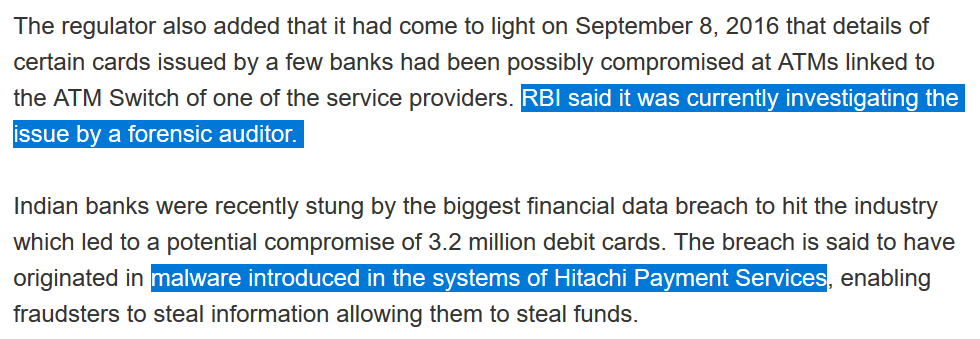 The regulator also added that it had come to light on September 8, 2016 that details of
certain cards issued by a few banks had been possibly compromised at ATMs linked to
the ATM Switch of one of the service providers. RBI said it was currently investigating the
issue by a forensic auditor.
Indian banks were recently stung by the biggest financial data breach to hit the industry
which led to a potential compromise of 3.2 million debit cards. The breach is said to have
originated in malware introduced in the systems of Hitachi Payment Services, enabling
fraudsters to steal information allowing them to steal funds.